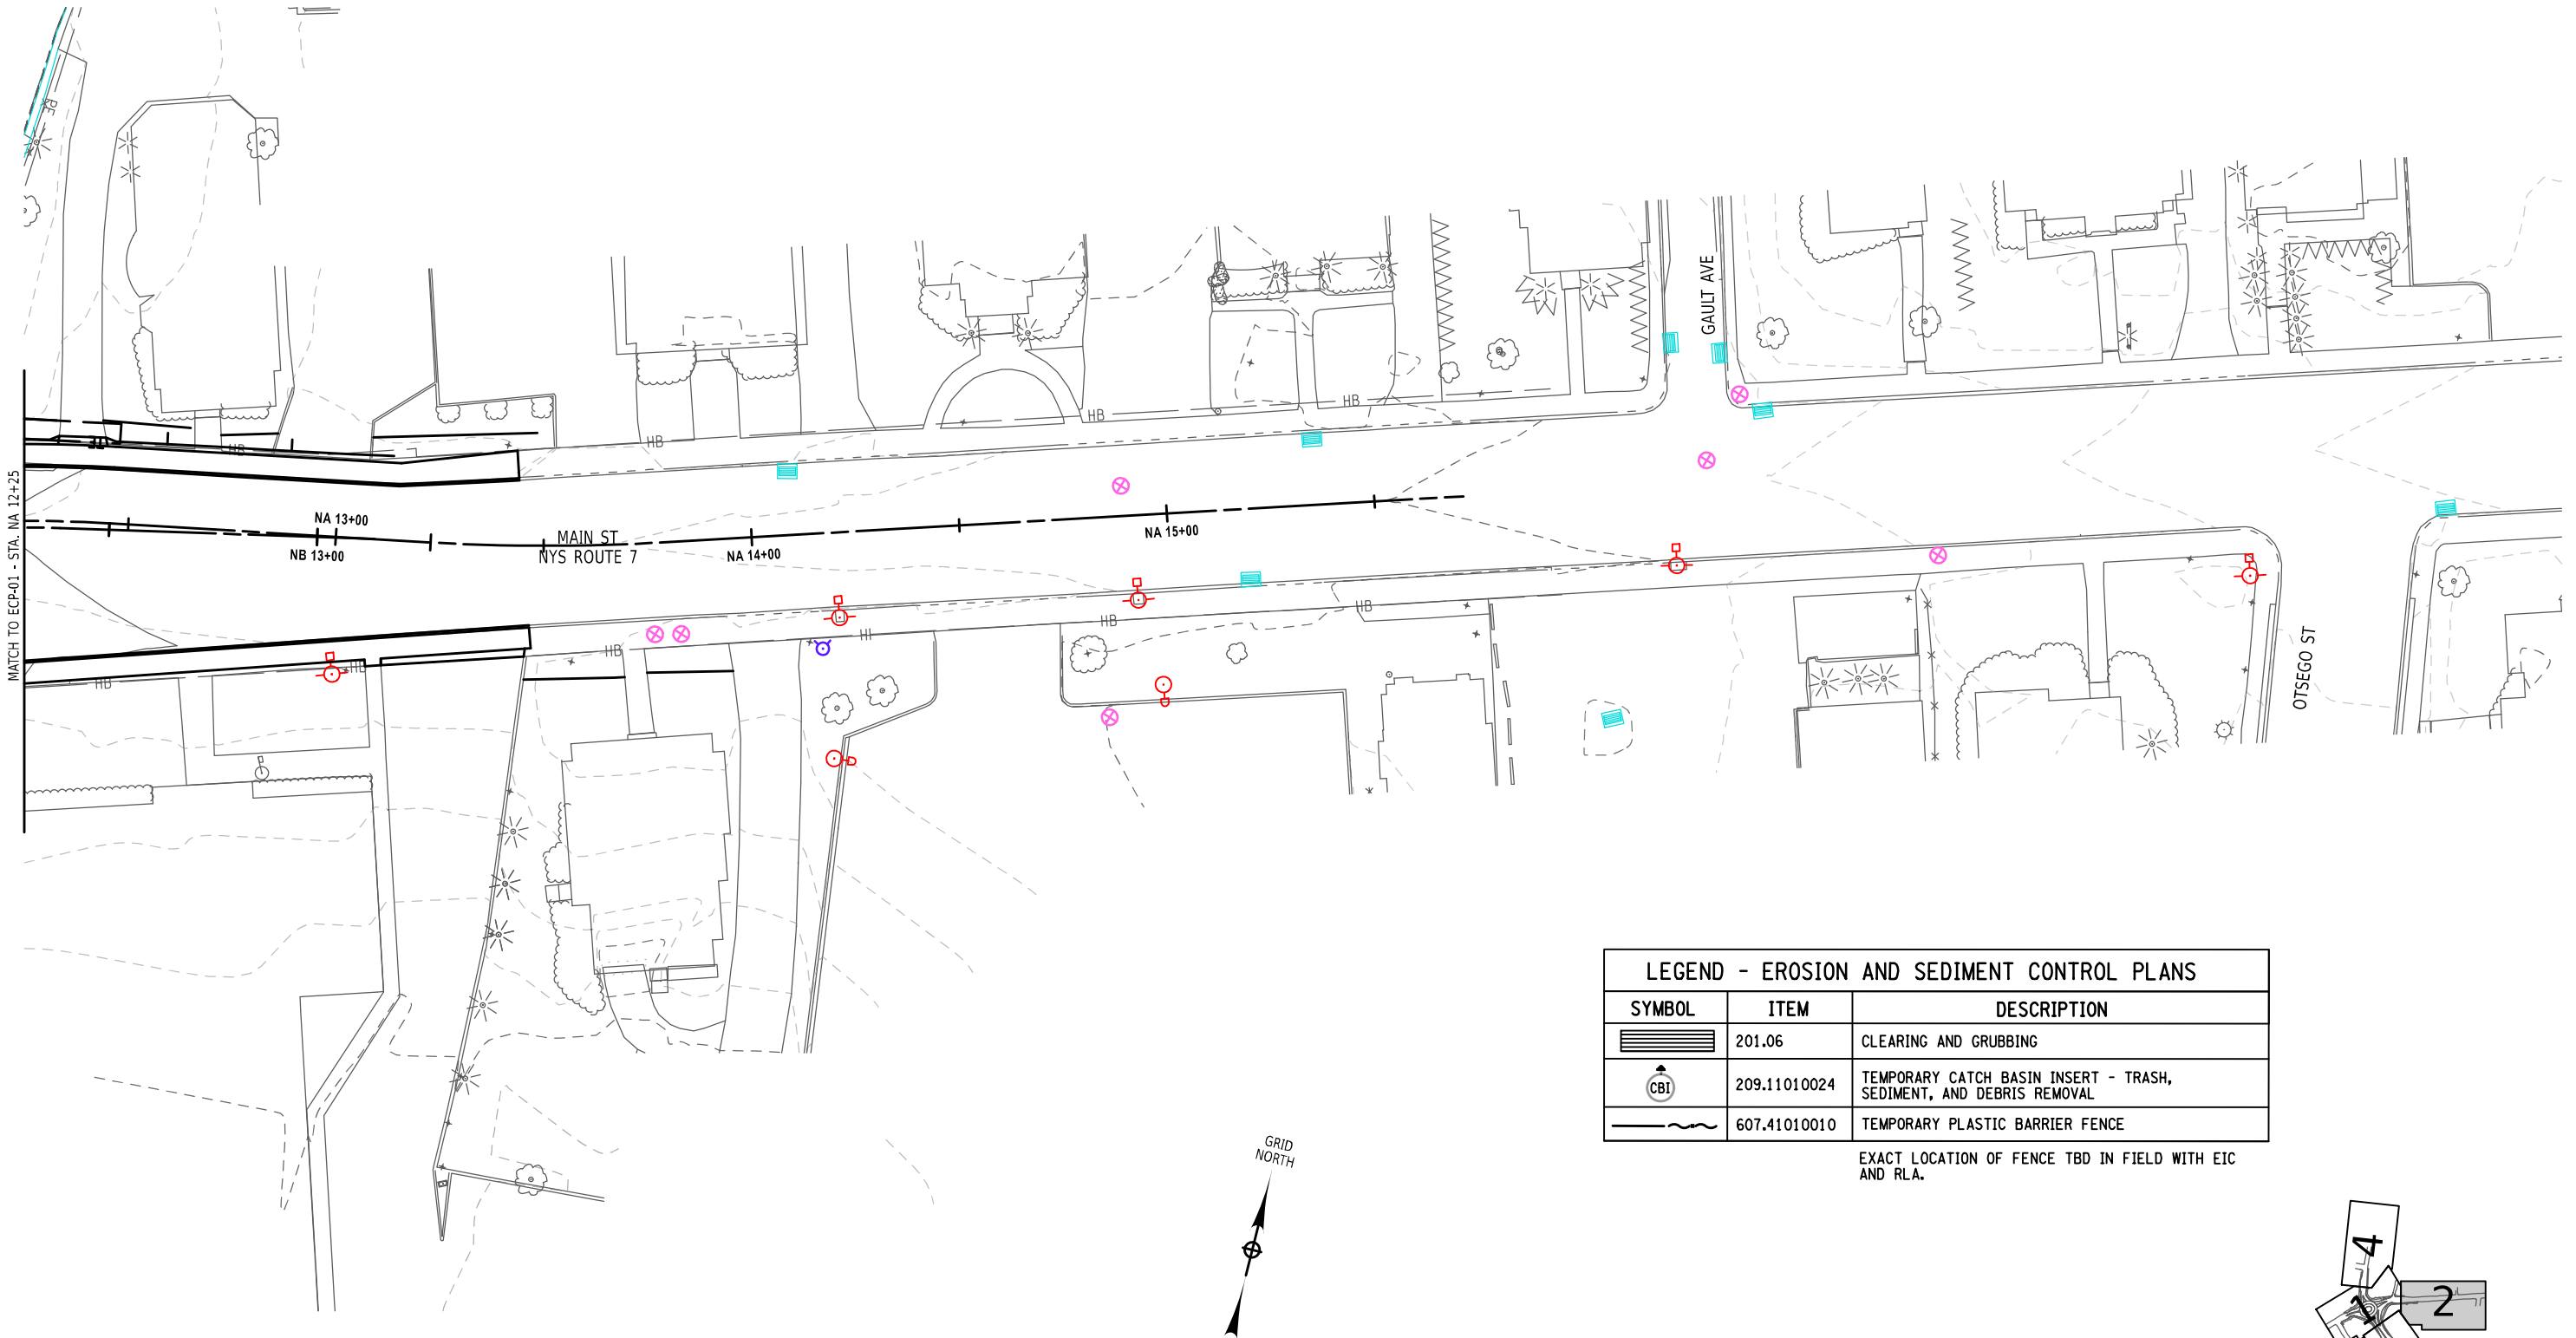 PF
GAULT AVE
HB
HB
HB
HB
MATCH TO ECP-01 - STA. NA 12+25
NA 13+00
NB 13+00
MAIN ST
NYS ROUTE 7
NA 14+00
NA 15+00
HB
HB
HB
HI
HB
HB
OTSEGO ST
LEGEND - EROSION AND SEDIMENT CONTROL PLANS
SYMBOL ITEM DESCRIPTION
201.06 CLEARING AND GRUBBING
CBI 209.11010024 TEMPORARY CATCH BASIN INSERT - TRASH,
SEDIMENT, AND DEBRIS REMOVAL
607.41010010 TEMPORARY PLASTIC BARRIER FENCE
EXACT LOCATION OF FENCE TBD IN FIELD WITH EIC
AND RLA.
GRID
NORTH
4
1
2